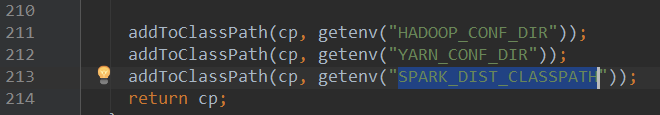 210
211 addToClassPath(cp, getenv("HADOOP_CONF_DIR"));
212 addToClassPath(cp, getenv("YARN_CONF_DIR"));
213 addToClassPath(cp, getenv("SPARK_DIST_CLASSPATH"));
214 return cp;